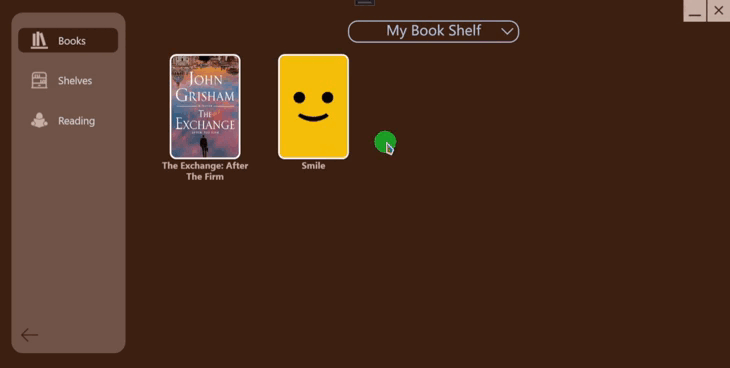 My Book Shelf
Books
Shelves
Reading
JOHN
GRISHAM
THE
EXCHANGE
The Exchange: After
The Firm
Smile